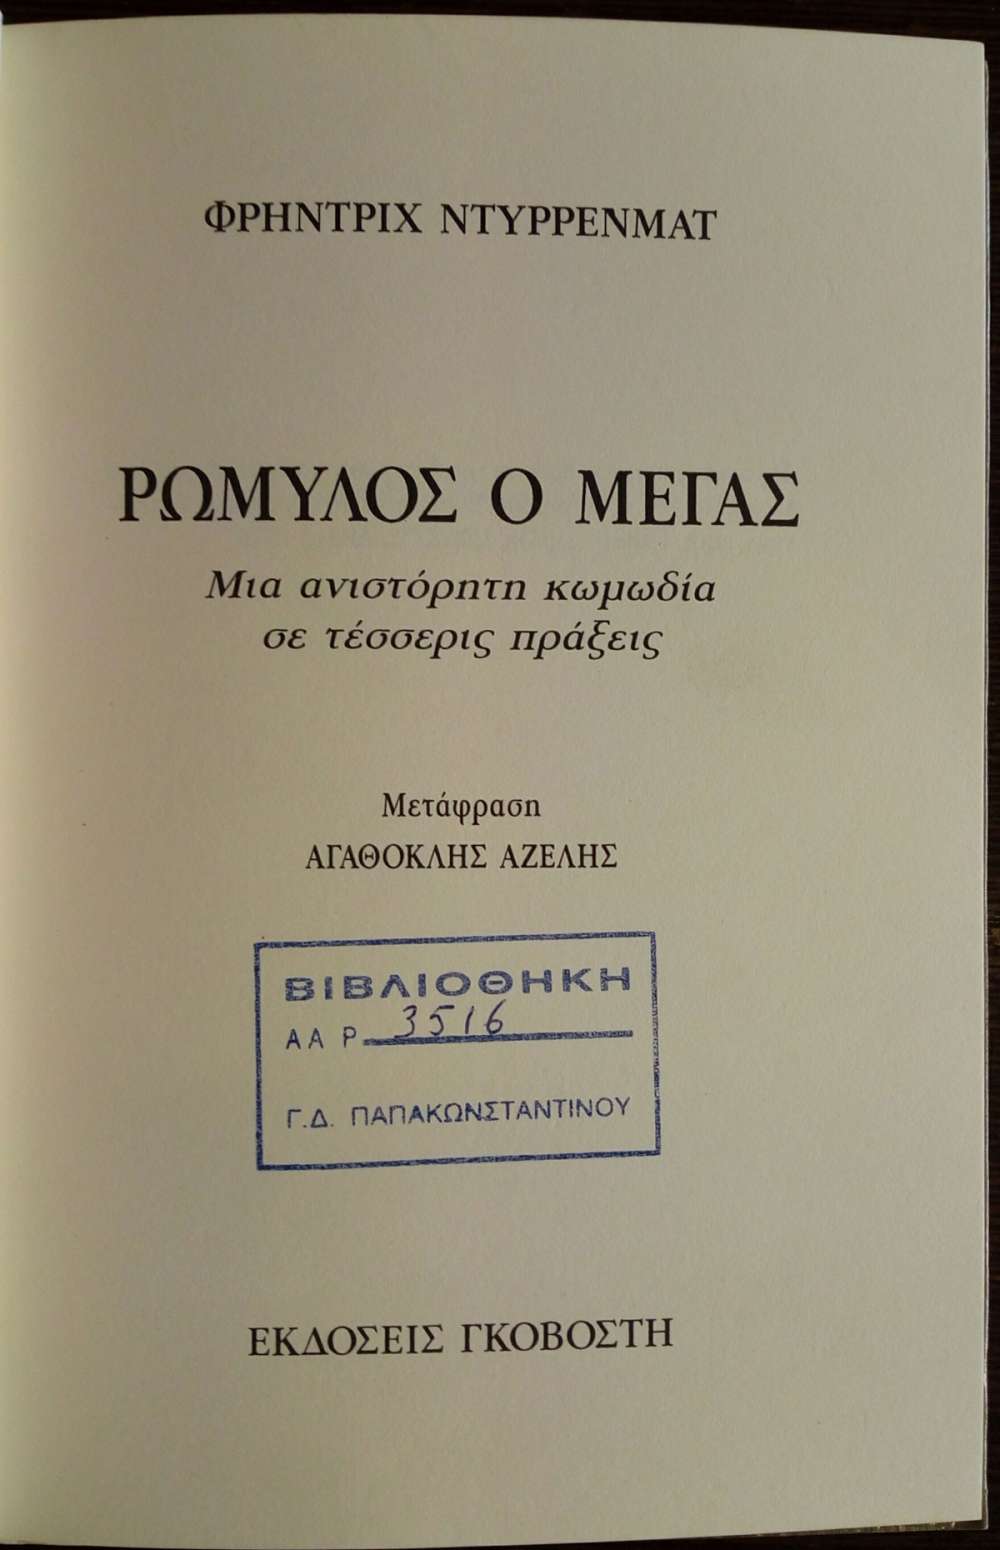 ΦΡΗΝΤΡΙΧ ΝΤΥΡΡΕΝΜΑΤ
ΡΩΜΥΛΟΣ Ο ΜΕΓΑΣ
Μια ανιστόρητη κωμωδία
σε τέσσερις πράξεις
Μετάφραση
ΑΓΑΘΟΚΛΗΣ ΑΖΕΛΗΣ
ΒΙΒΛΙΟΘΗΚΗ
ΑΑ Ρ 3516
Γ.Δ. ΠΑΠΑΚΩΝΣΤΑΝΤΙΝΟΥ
ΕΚΔΟΣΕΙΣ ΓΚΟΒΟΣΤΗ